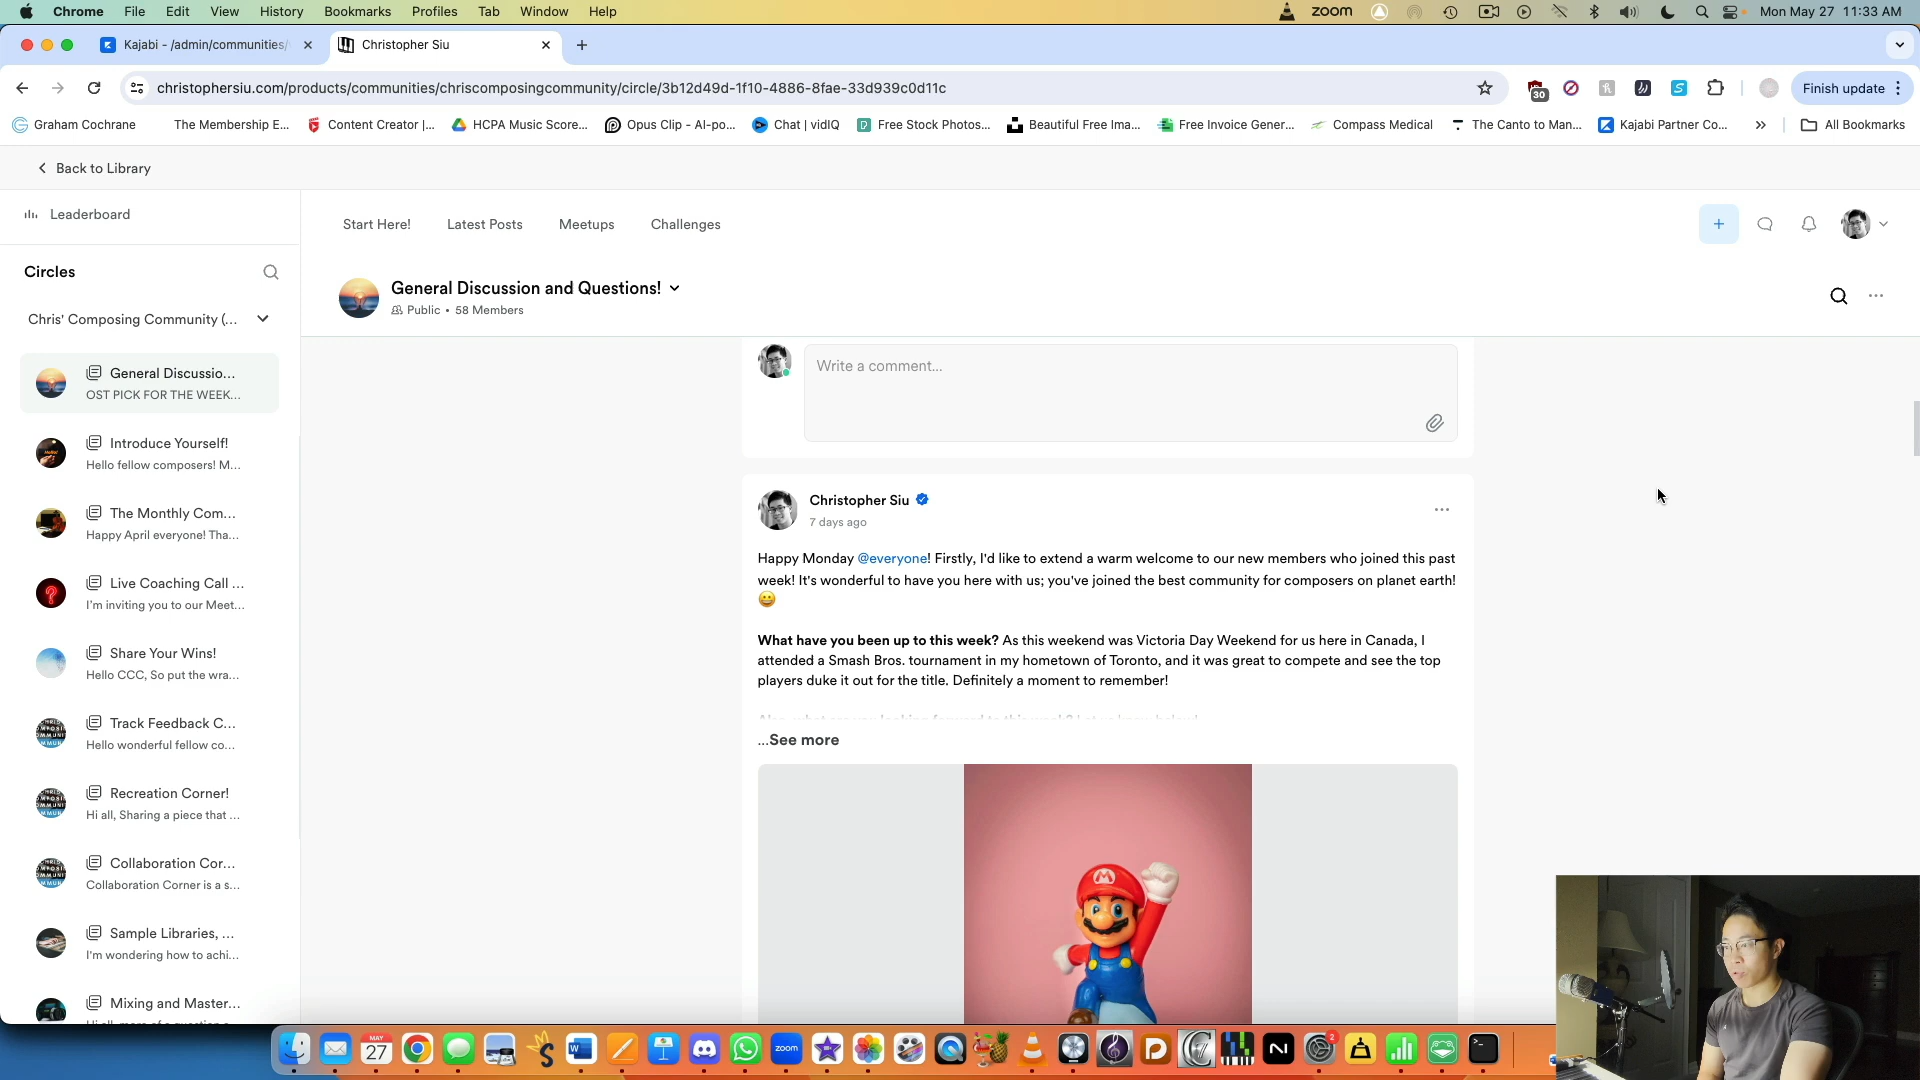 Chrome File Edit View History Bookmarks Profiles Tab Window Help zoom Mon May 27 11:33 AM
Kajabi - /admin/communities/ Christopher Siu
christophersiu.com/products/communities/chriscomposingcommunity/circle/3b12d49d-1f10-4886-8fae-33d939c0d11c 30 Finish update
Graham Cochrane The Membership E... Content Creator |... HCPA Music Score... Opus Clip - AI-po... Chat | vidIQ Free Stock Photos... Beautiful Free Ima... Free Invoice Gener... Compass Medical The Canto to Man... Kajabi Partner Co... » All Bookmarks
Back to Library
Leaderboard
Start Here! Latest Posts Meetups Challenges
Circles
General Discussion and Questions!
Public • 58 Members
Chris' Composing Community (...
General Discussio...
OST PICK FOR THE WEEK...
Introduce Yourself!
Hello fellow composers! M...
The Monthly Com...
Happy April everyone! Tha...
Live Coaching Call ...
I'm inviting you to our Meet...
Share Your Wins!
Hello CCC, So put the wra...
Track Feedback C...
Hello wonderful fellow co...
Recreation Corner!
Hi all, Sharing a piece that ...
Collaboration Cor...
Collaboration Corner is a s...
Sample Libraries, ...
I'm wondering how to achi...
Mixing and Master...
Write a comment...
Christopher Siu
7 days ago
Happy Monday @everyone! Firstly, I'd like to extend a warm welcome to our new members who joined this past
week! It's wonderful to have you here with us; you've joined the best community for composers on planet earth!
What have you been up to this week? As this weekend was Victoria Day Weekend for us here in Canada, I
attended a Smash Bros. tournament in my hometown of Toronto, and it was great to compete and see the top
players duke it out for the title. Definitely a moment to remember!
...See more
M
MAY
27
zoom
2